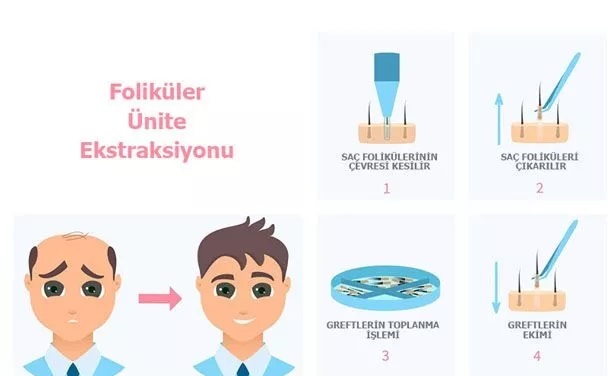 Foliküler
Ünite
Ekstraksiyonu
SAÇ FOLİKÜLERİNİN
ÇEVRESİ KESİLİR
1
SAÇ FOLİKÜLERİ
ÇIKARILIR
2
GREFTLERİN TOPLANMA
İŞLEMİ
3
GREFTLERİN
EKİMİ
4